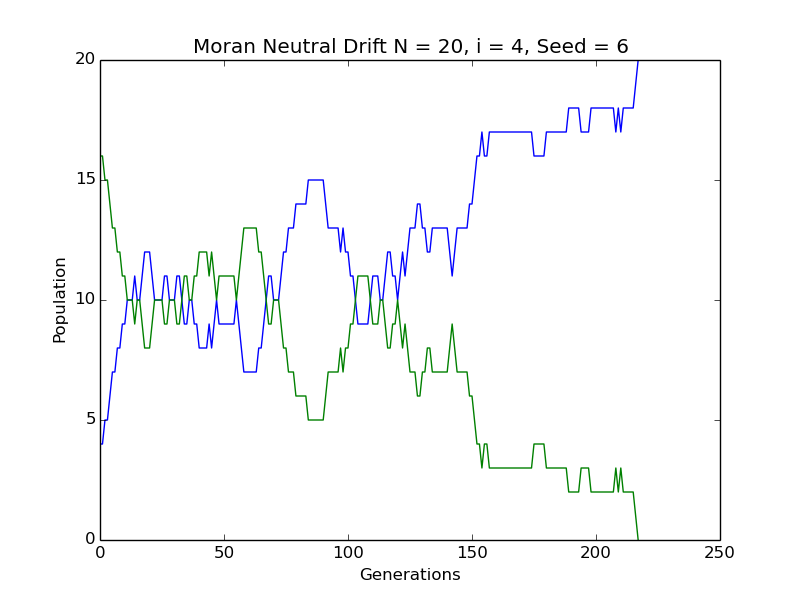 Moran Neutral Drift N = 20, i = 4, Seed = 6
20
15
10
5
0
Population
0 50 100 150 200 250
Generations